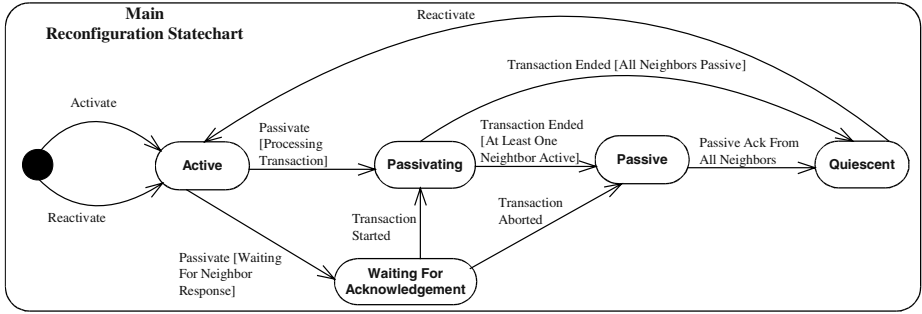 Main
Reconfiguration Statechart
Reactivate
Transaction Ended [All Neighbors Passive]
Activate
Passivate
[Processing
Transaction]
Transaction Ended
[At Least One
Neighbor Active]
Passive Ack From
All Neighbors
Active
Passivating
Passive
Quiescent
Reactivate
Transaction
Started
Transaction
Aborted
Passivate [Waiting
For Neighbor
Response]
Waiting For
Acknowledgement